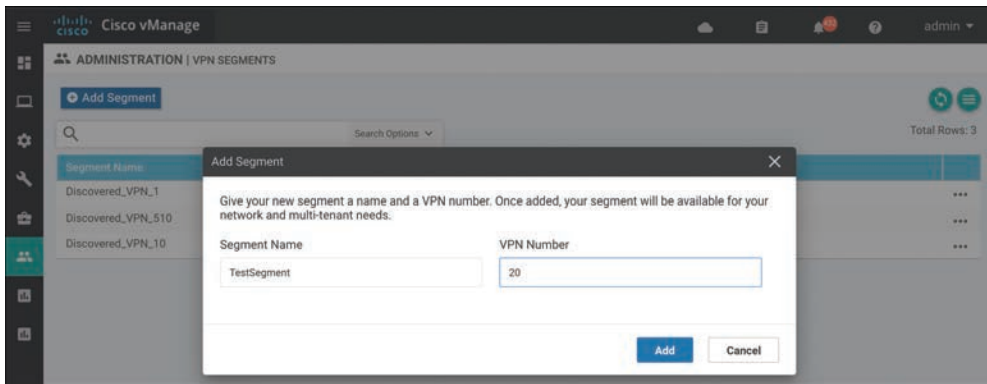 cisco Cisco vManage
432
admin
ADMINISTRATION | VPN SEGMENTS
Add Segment
Search Options
Total Rows: 3
Segment Name
Discovered_VPN_1
Discovered_VPN_510
Discovered_VPN_10
Add Segment
Give your new segment a name and a VPN number. Once added, your segment will be available for your
network and multi-tenant needs.
Segment Name VPN Number
TestSegment 20
Add Cancel